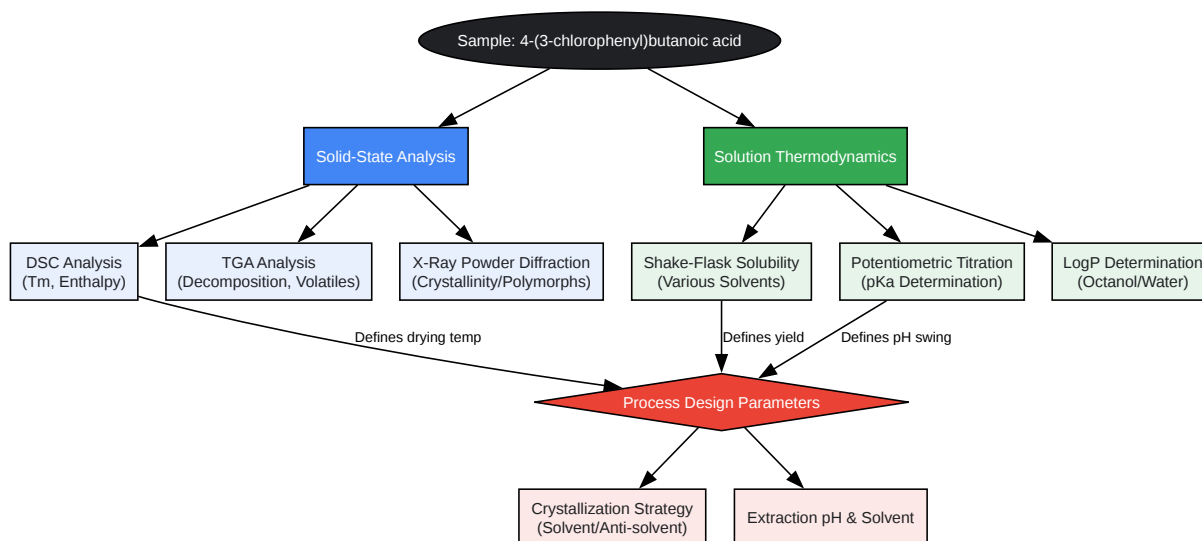 Sample: 4-(3-chlorophenyl)butanoic acid
Solid-State Analysis
Solution Thermodynamics
DSC Analysis
(Tm, Enthalpy)
TGA Analysis
(Decomposition, Volatiles)
X-Ray Powder Diffraction
(Crystallinity/Polymorphs)
Shake-Flask Solubility
(Various Solvents)
Potentiometric Titration
(pKa Determination)
LogP Determination
(Octanol/Water)
Defines drying temp
Defines yield
Defines pH swing
Process Design Parameters
Crystallization Strategy
(Solvent/Anti-solvent)
Extraction pH & Solvent